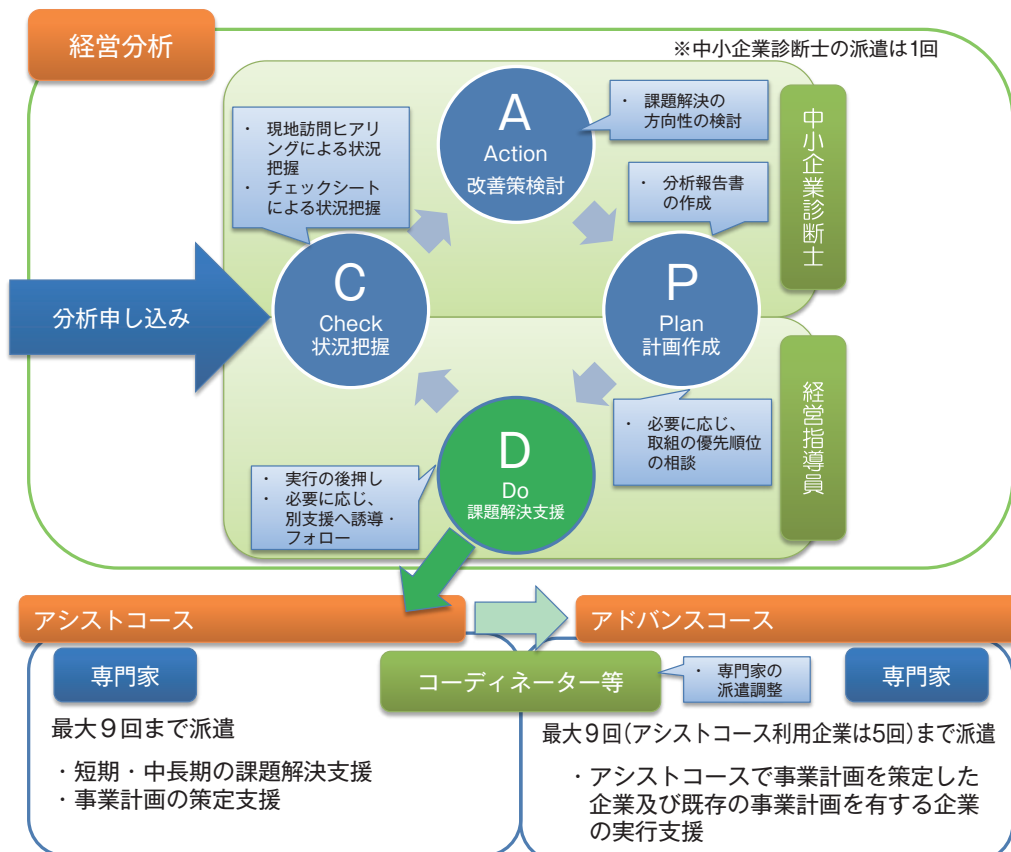 経営分析
※中小企業診断士の派遣は1回
A
Action
改善策検討
・ 課題解決の
方向性の検討
・ 現地訪問ヒアリ
ングによる状況
把握
・ チェックシート
による状況把握
・ 分析報告書
の作成
中小企業診断士
分析申し込み
C
Check
状況把握
P
Plan
計画作成
D
Do
課題解決支援
・ 必要に応じ、
取組の優先順位
の相談
・ 実行の後押し
・ 必要に応じ、
別支援へ誘導・
フォロー
経営指導員
アシストコース
アドバンスコース
専門家
コーディネーター等
・ 専門家の
派遣調整
専門家
最大9回まで派遣
・短期・中長期の課題解決支援
・事業計画の策定支援
最大9回(アシストコース利用企業は5回)まで派遣
・アシストコースで事業計画を策定した
企業及び既存の事業計画を有する企業
の実行支援